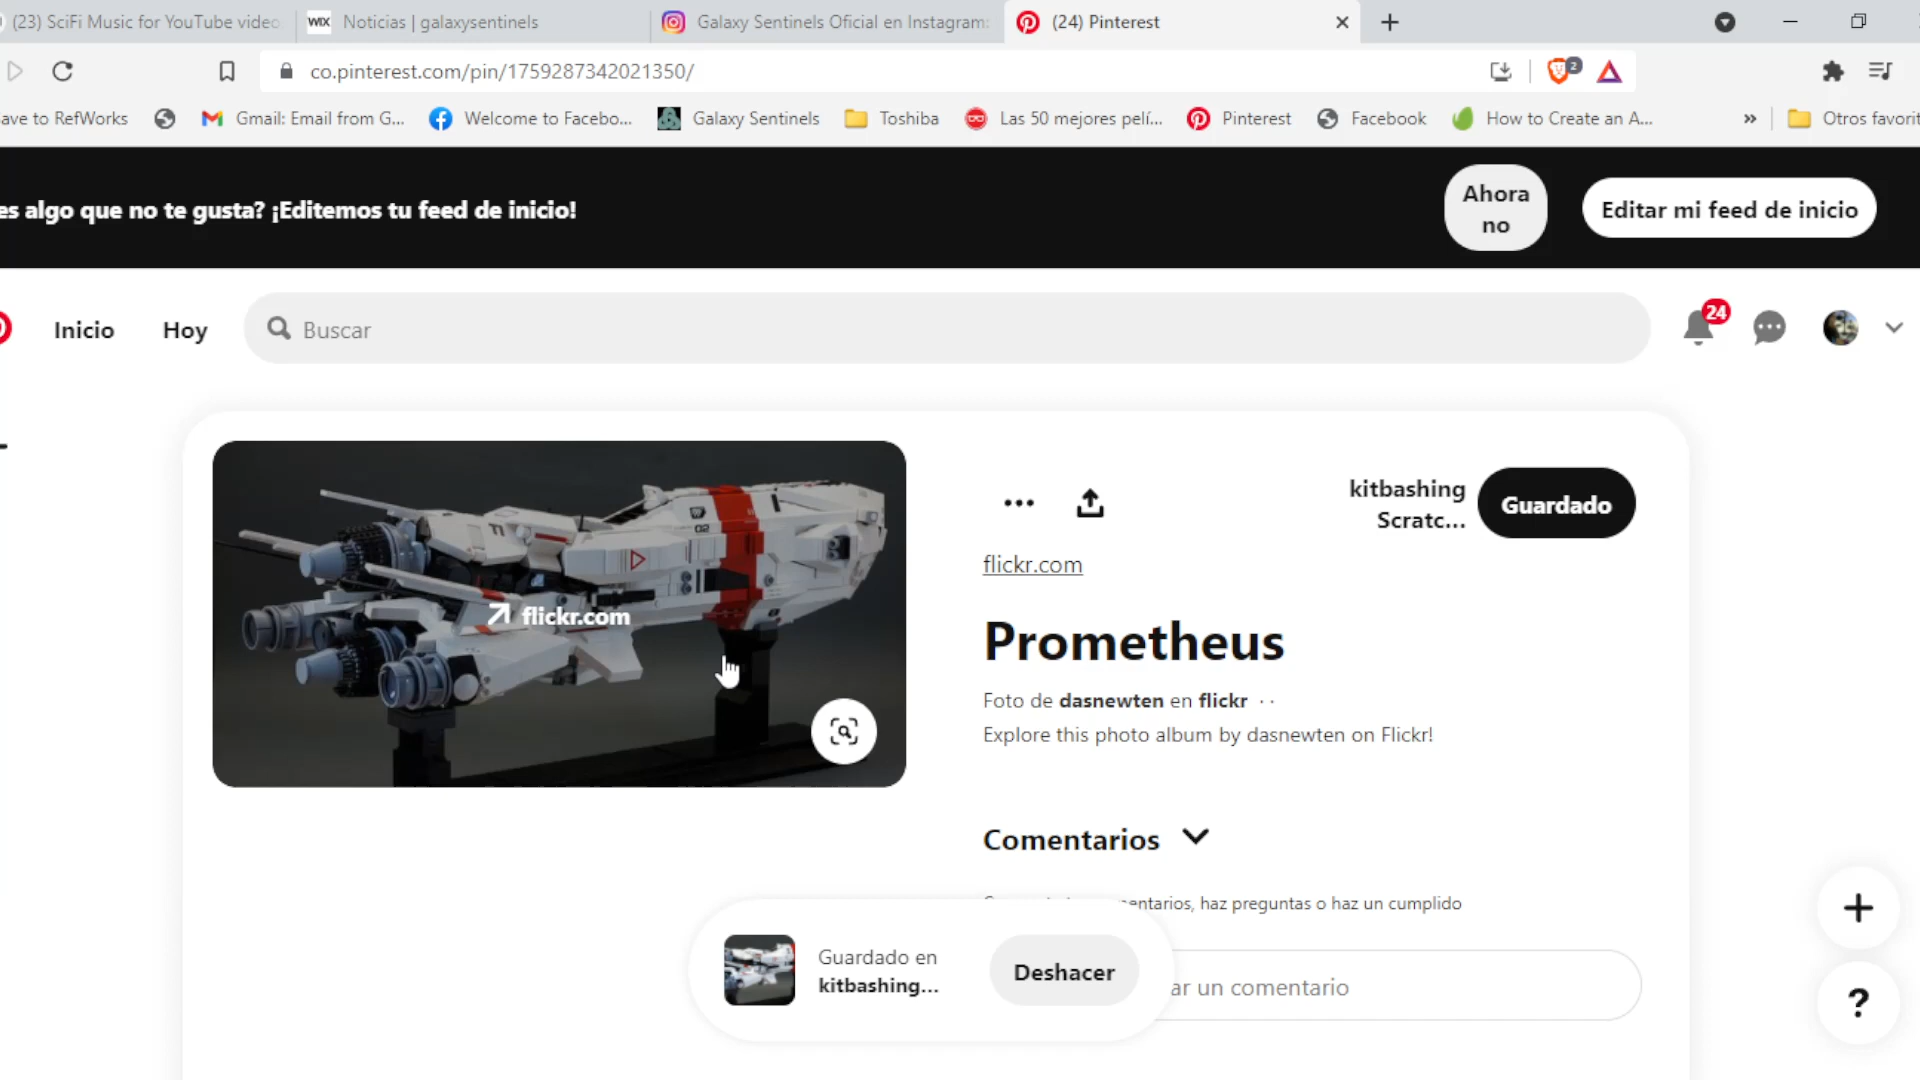 (23) SciFi Music for YouTube video
WIX Noticias | galaxysentinels
Galaxy Sentinels Oficial en Instagram:
(24) Pinterest
co.pinterest.com/pin/1759287342021350/
2
ave to RefWorks
Gmail: Email from G...
Welcome to Facebo...
Galaxy Sentinels
Toshiba
Las 50 mejores pelí...
Pinterest
Facebook
How to Create an A...
»
Otros favorit
es algo que no te gusta? ¡Editemos tu feed de inicio!
Ahora
no
Editar mi feed de inicio
Inicio
Hoy
Buscar
24
02
flickr.com
kitbashing
Scratc...
Guardado
flickr.com
Prometheus
Foto de dasnewten en flickr ··
Explore this photo album by dasnewten on Flickr!
Comentarios
entarios, haz preguntas o haz un cumplido
Guardado en
kitbashing...
Deshacer
ar un comentario
+
?